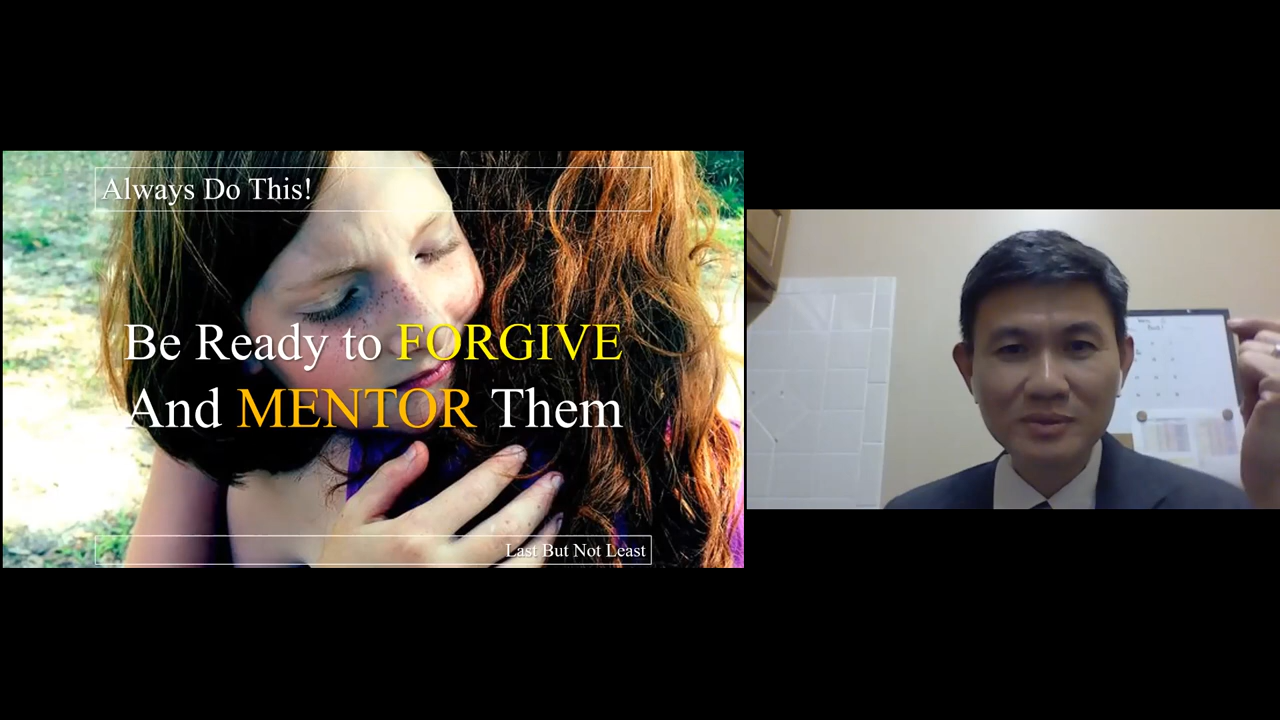 Always Do This!
Be Ready to FORGIVE
And MENTOR Them
Last But Not Least